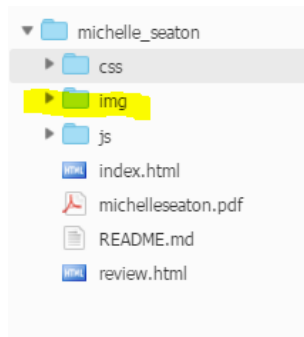 michelle_seaton
css
img
js
index.html
michelleseaton.pdf
README.md
review.html